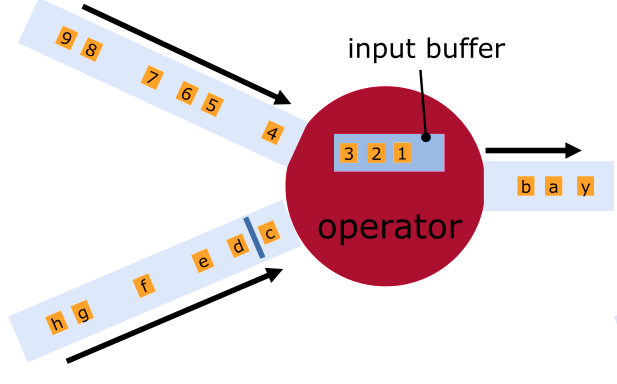 input buffer
9 8 7 6 5 4
3 2 1
b a y
operator
h g f e d c